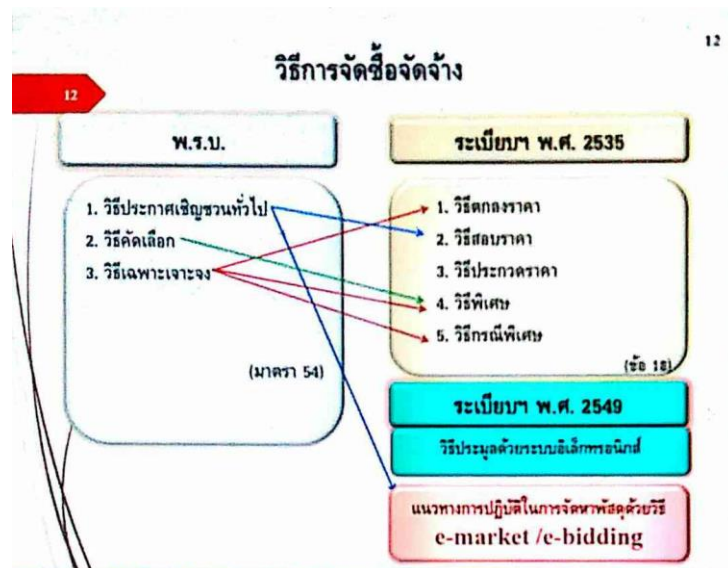 12
วิธีการจัดซื้อจัดจ้าง
12
พ.ร.บ.
1. วิธีประกาศเชิญชวนทั่วไป
2. วิธีคัดเลือก
3. วิธีเฉพาะเจาะจง
(มาตรา 54)
ระเบียบฯ พ.ศ. 2535
1. วิธีตกลงราคา
2. วิธีสอบราคา
3. วิธีประกวดราคา
4. วิธีพิเศษ
5. วิธีกรณีพิเศษ
(ข้อ 18)
ระเบียบฯ พ.ศ. 2549
วิธีประมูลด้วยระบบอิเล็กทรอนิกส์
แนวทางการปฏิบัติในการจัดหาพัสดุด้วยวิธี
e-market /e-bidding